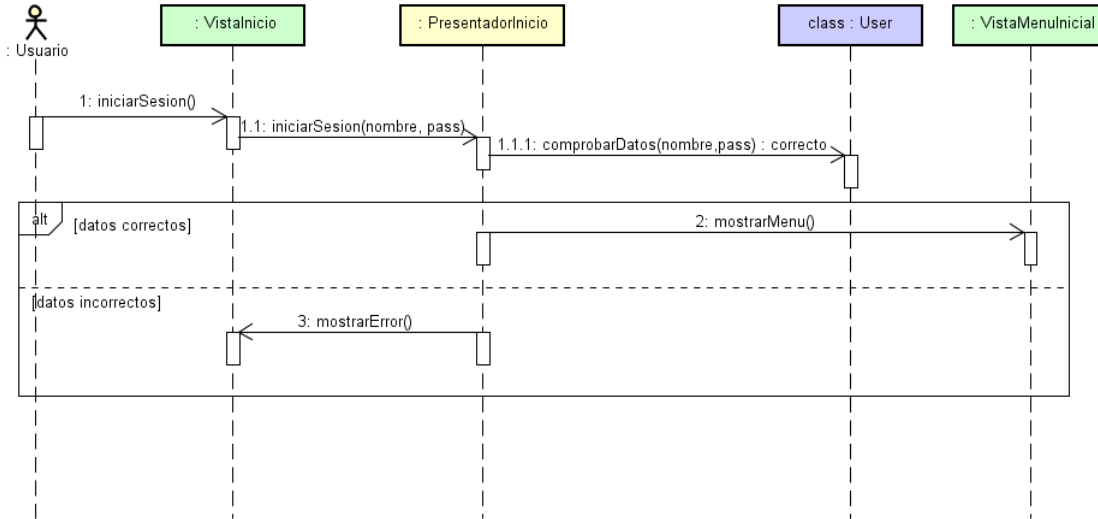 : VistaInicio
: PresentadorInicio
class : User
: VistaMenuInicial
: Usuario
1: iniciarSesion()
1.1: iniciarSesion(nombre, pass)
1.1.1: comprobarDatos(nombre,pass) : correcto
alt
[datos correctos]
2: mostrarMenu()
[datos incorrectos]
3: mostrarError()